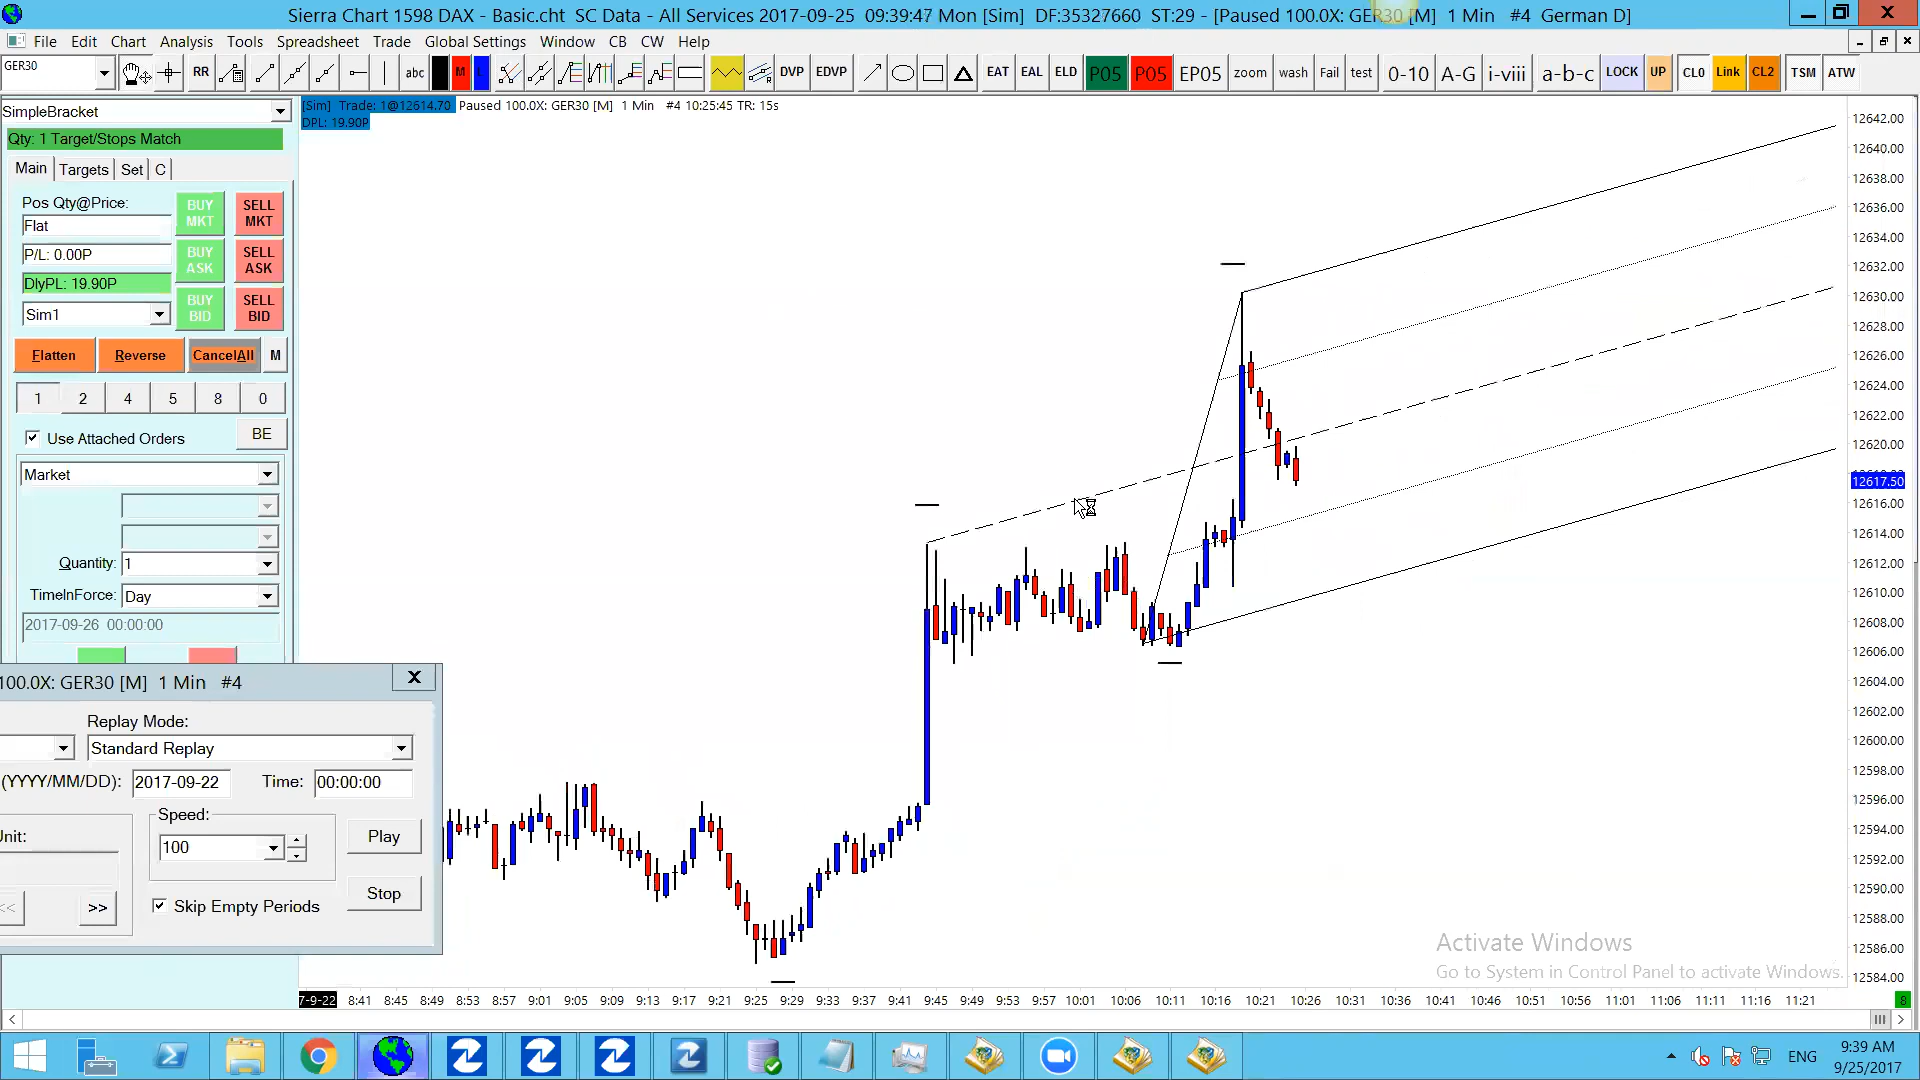 Sierra Chart 1598 DAX - Basic.cht  SC Data - All Services 2017-09-25  09:39:47 Mon [Sim]  DF:35327660  ST:29 - [Paused 100.0X: GER30 [M]  1 Min  #4  German D]
File Edit Chart Analysis Tools Spreadsheet Trade Global Settings Window CB CW Help
GER30 RR abc M L DVP EDVP EAT EAL ELD P05 P05 EP05 zoom wash Fail test 0-10 A-G i-viii a-b-c LOCK UP CL0 Link CL2 TSM ATW
SimpleBracket
[Sim] Trade: 1@12614.70 Paused 100.0X: GER30 [M]  1 Min  #4 10:25:45 TR: 15s
DPL: 19.90P
Qty: 1 Target/Stops Match
Main Targets Set C
Pos Qty@Price:
Flat
P/L: 0.00P
DlyPL: 19.90P
Sim1
BUY MKT
SELL MKT
BUY ASK
SELL ASK
BUY BID
SELL BID
Flatten Reverse CancelAll M
1 2 4 5 8 0
Use Attached Orders BE
Market
Quantity: 1
TimeInForce: Day
2017-09-26  00:00:00
100.0X: GER30 [M]  1 Min  #4 X
Replay Mode:
Standard Replay
(YYYY/MM/DD): 2017-09-22 Time: 00:00:00
Speed:
100
Play
Stop
<< >>
Skip Empty Periods
12642.00
12640.00
12638.00
12636.00
12634.00
12632.00
12630.00
12628.00
12626.00
12624.00
12622.00
12620.00
12617.50
12616.00
12614.00
12612.00
12610.00
12608.00
12606.00
12604.00
12602.00
12600.00
12598.00
12596.00
12594.00
12592.00
12590.00
12588.00
12586.00
12584.00
Activate Windows
Go to System in Control Panel to activate Windows.
7-9-22 8:41 8:45 8:49 8:53 8:57 9:01 9:05 9:09 9:13 9:17 9:21 9:25 9:29 9:33 9:37 9:41 9:45 9:49 9:53 9:57 10:01 10:06 10:11 10:16 10:21 10:26 10:31 10:36 10:41 10:46 10:51 10:56 11:01 11:06 11:11 11:16 11:21 8
ENG
9:39 AM
9/25/2017